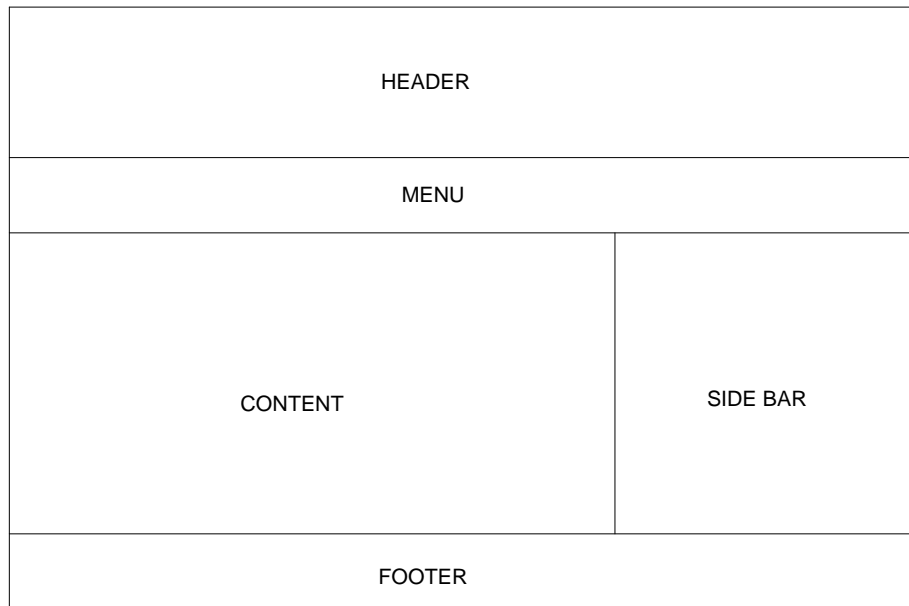 HEADER
MENU
CONTENT
SIDE BAR
FOOTER